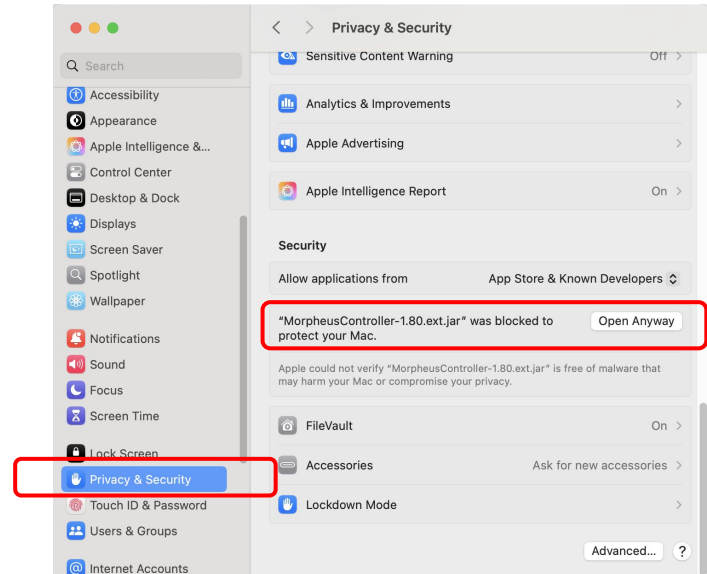 Privacy & Security
Search
Accessibility
Appearance
Apple Intelligence &...
Control Center
Desktop & Dock
Displays
Screen Saver
Spotlight
Wallpaper
Notifications
Sound
Focus
Screen Time
Lock Screen
Privacy & Security
Touch ID & Password
Users & Groups
Internet Accounts
Sensitive Content Warning Off
Analytics & Improvements
Apple Advertising
Apple Intelligence Report On
Security
Allow applications from App Store & Known Developers
“MorpheusController-1.80.ext.jar” was blocked to Open Anyway
protect your Mac.
Apple could not verify “MorpheusController-1.80.ext.jar” is free of malware that
may harm your Mac or compromise your privacy.
FileVault On
Accessories Ask for new accessories
Lockdown Mode
Advanced... ?